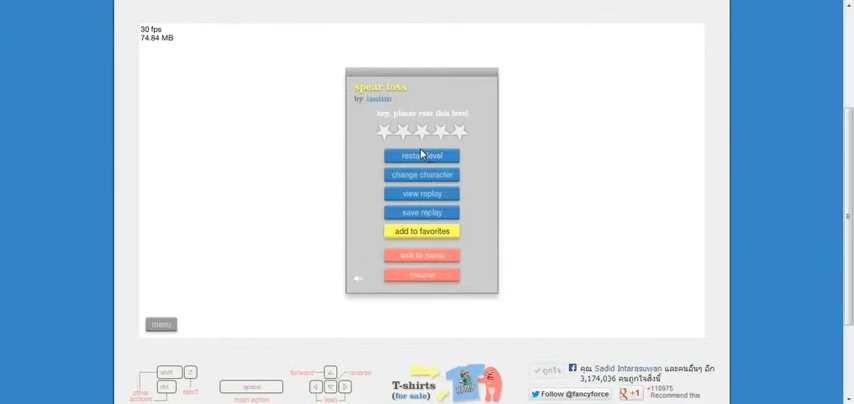 30 fps
74.84 MB
spear toss
by
hey, please rate this level
restart level
change character
view replay
save replay
add to favorites
exit to menu
resume
menu
shift
Z
ctrl
eject
other
actions
space
main action
forward
reverse
lean
T-shirts
(for sale)
ถูกใจ
คุณ Sadid Intarasuwan และคนอื่นๆ อีก
3,174,036 คนถูกใจสิ่งนี้
Follow @fancyforce
+1
+110975
Recommend this